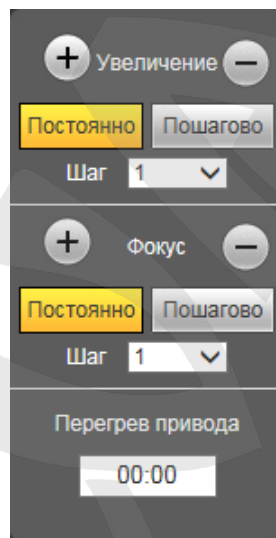 + Увеличение −
Постоянно Пошагово
Шаг 1
+ Фокус −
Постоянно Пошагово
Шаг 1
Перегрев привода
00:00